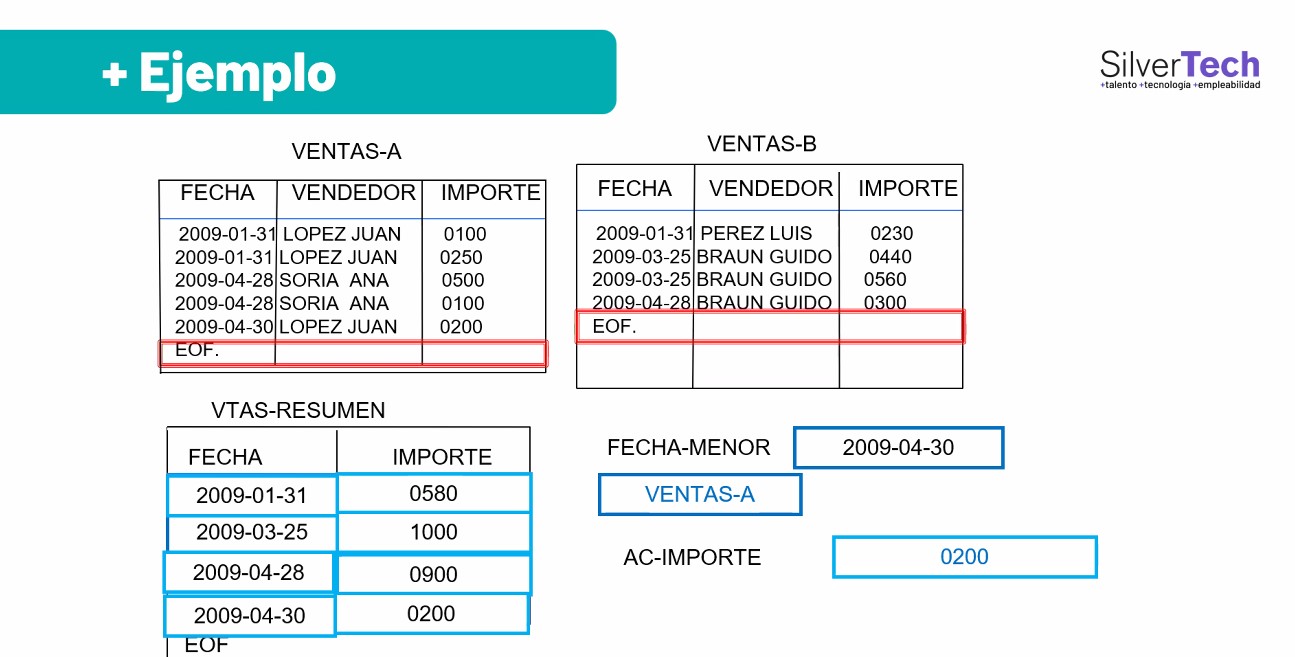 + Ejemplo
SilverTech
+talento +tecnología +empleabilidad
VENTAS-A
FECHA VENDEDOR IMPORTE
2009-01-31 LOPEZ JUAN 0100
2009-01-31 LOPEZ JUAN 0250
2009-04-28 SORIA ANA 0500
2009-04-28 SORIA ANA 0100
2009-04-30 LOPEZ JUAN 0200
EOF.
VENTAS-B
FECHA VENDEDOR IMPORTE
2009-01-31 PEREZ LUIS 0230
2009-03-25 BRAUN GUIDO 0440
2009-03-25 BRAUN GUIDO 0560
2009-04-28 BRAUN GUIDO 0300
EOF.
VTAS-RESUMEN
FECHA IMPORTE
2009-01-31 0580
2009-03-25 1000
2009-04-28 0900
2009-04-30 0200
EOF
FECHA-MENOR 2009-04-30
VENTAS-A
AC-IMPORTE 0200